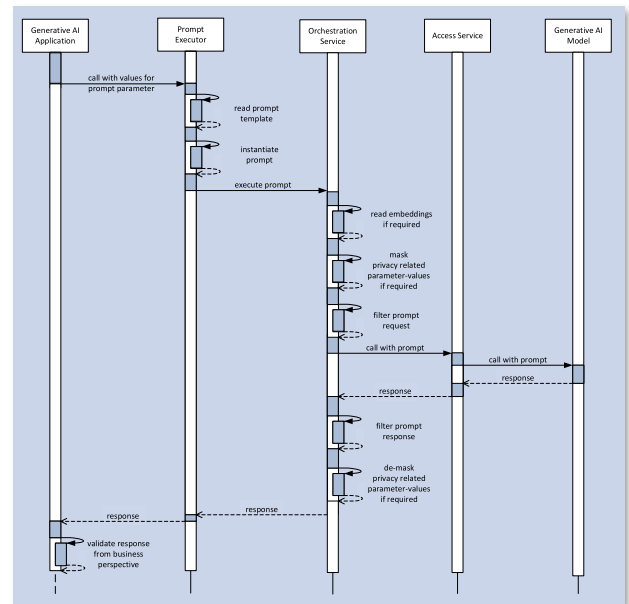 Generative AI
Application
Prompt
Executor
Orchestration
Service
Access Service
Generative AI
Model
call with values for
prompt parameter
read prompt
template
instantiate
prompt
execute prompt
read embeddings
if required
mask
privacy related
parameter-values
if required
filter prompt
request
call with prompt
call with prompt
response
response
filter prompt
response
de-mask
privacy related
parameter-values
if required
response
response
validate response
from business
perspective